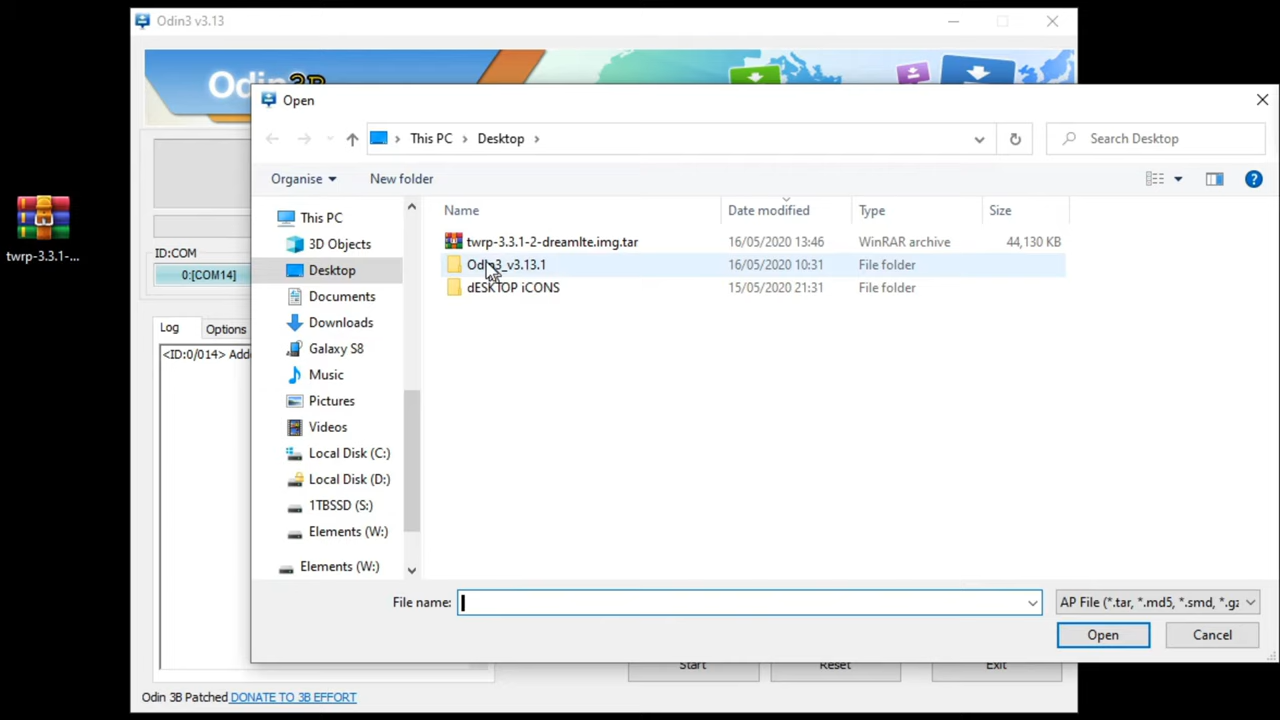 Odin3 v3.13
Odin3B
Open
This PC > Desktop >
Search Desktop
Organise
New folder
Name Date modified Type Size
twrp-3.3.1-2-dreamlte.img.tar 16/05/2020 13:46 WinRAR archive 44,130 KB
Odin3_v3.13.1 16/05/2020 10:31 File folder
dESKTOP iCONS 15/05/2020 21:31 File folder
This PC
3D Objects
Desktop
Documents
Downloads
Galaxy S8
Music
Pictures
Videos
Local Disk (C:)
Local Disk (D:)
1TBSSD (S:)
Elements (W:)
Elements (W:)
File name:
AP File (*.tar, *.md5, *.smd, *.gz
Open
Cancel
twrp-3.3.1-...
ID:COM
0:[COM14]
Log
Options
<ID:0/014> Adde
Start
Reset
Exit
Odin 3B Patched DONATE TO 3B EFFORT